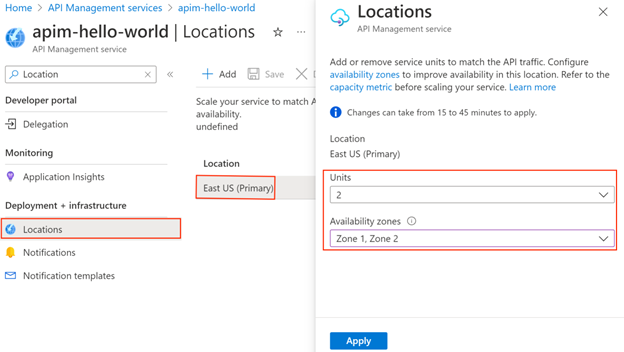 Home > API Management services > apim-hello-world
apim-hello-world | Locations
API Management service
Location
Developer portal
Delegation
Monitoring
Application Insights
Deployment + infrastructure
Locations
Notifications
Notification templates
Add
Save
Scale your service to match A
availability.
undefined
Location
East US (Primary)
Locations
API Management service
Add or remove service units to match the API traffic. Configure
availability zones to improve availability in this location. Refer to the
capacity metric before scaling your service. Learn more
Changes can take from 15 to 45 minutes to apply.
Location
East US (Primary)
Units
2
Availability zones
Zone 1, Zone 2
Apply